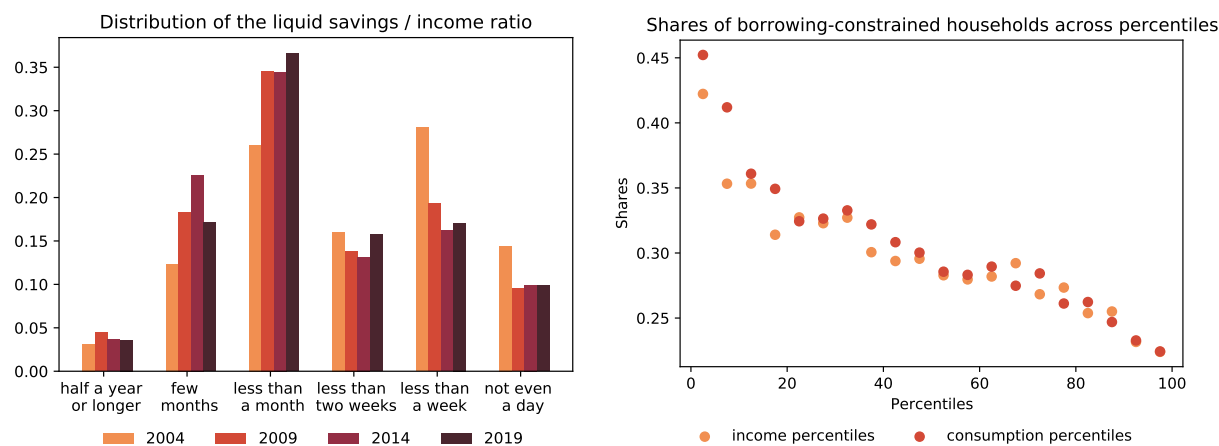 Distribution of the liquid savings / income ratio
0.35
0.30
0.25
0.20
0.15
0.10
0.05
0.00
half a year
or longer
few
months
less than
a month
less than
two weeks
less than
a week
not even
a day
2004
2009
2014
2019
Shares of borrowing-constrained households across percentiles
Shares
0.45
0.40
0.35
0.30
0.25
0
20
40
60
80
100
Percentiles
income percentiles
consumption percentiles